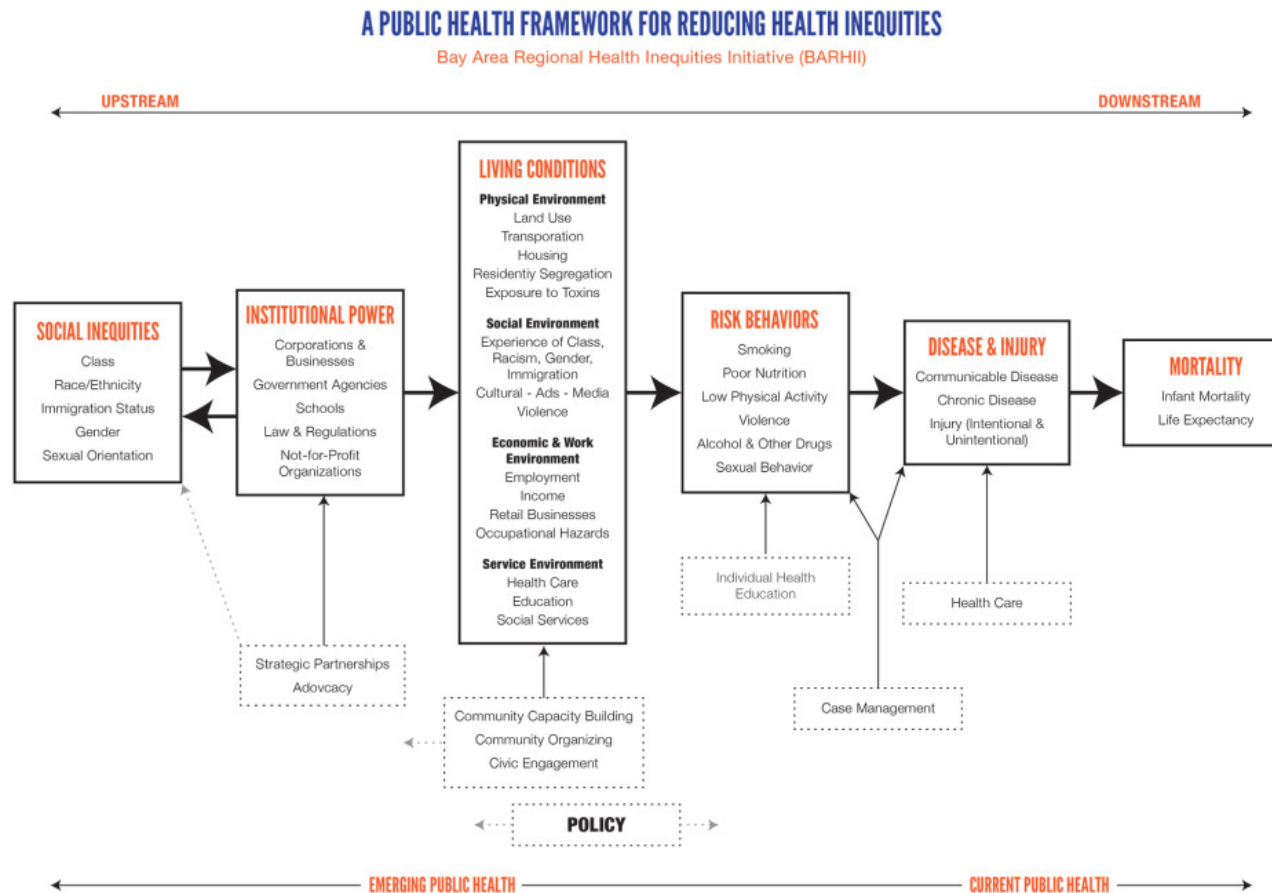 A PUBLIC HEALTH FRAMEWORK FOR REDUCING HEALTH INEQUITIES
Bay Area Regional Health Inequities Initiative (BARHII)
UPSTREAM
DOWNSTREAM
SOCIAL INEQUITIES
Class
Race/Ethnicity
Immigration Status
Gender
Sexual Orientation
INSTITUTIONAL POWER
Corporations &
Businesses
Government Agencies
Schools
Law & Regulations
Not-for-Profit
Organizations
LIVING CONDITIONS
Physical Environment
Land Use
Transporation
Housing
Residentiy Segregation
Exposure to Toxins
Social Environment
Experience of Class,
Racism, Gender,
Immigration
Cultural - Ads - Media
Violence
Economic & Work
Environment
Employment
Income
Retail Businesses
Occupational Hazards
Service Environment
Health Care
Education
Social Services
RISK BEHAVIORS
Smoking
Poor Nutrition
Low Physical Activity
Violence
Alcohol & Other Drugs
Sexual Behavior
DISEASE & INJURY
Communicable Disease
Chronic Disease
Injury (Intentional &
Unintentional)
MORTALITY
Infant Mortality
Life Expectancy
Strategic Partnerships
Adovcacy
Community Capacity Building
Community Organizing
Civic Engagement
Individual Health
Education
Case Management
Health Care
POLICY
EMERGING PUBLIC HEALTH
CURRENT PUBLIC HEALTH